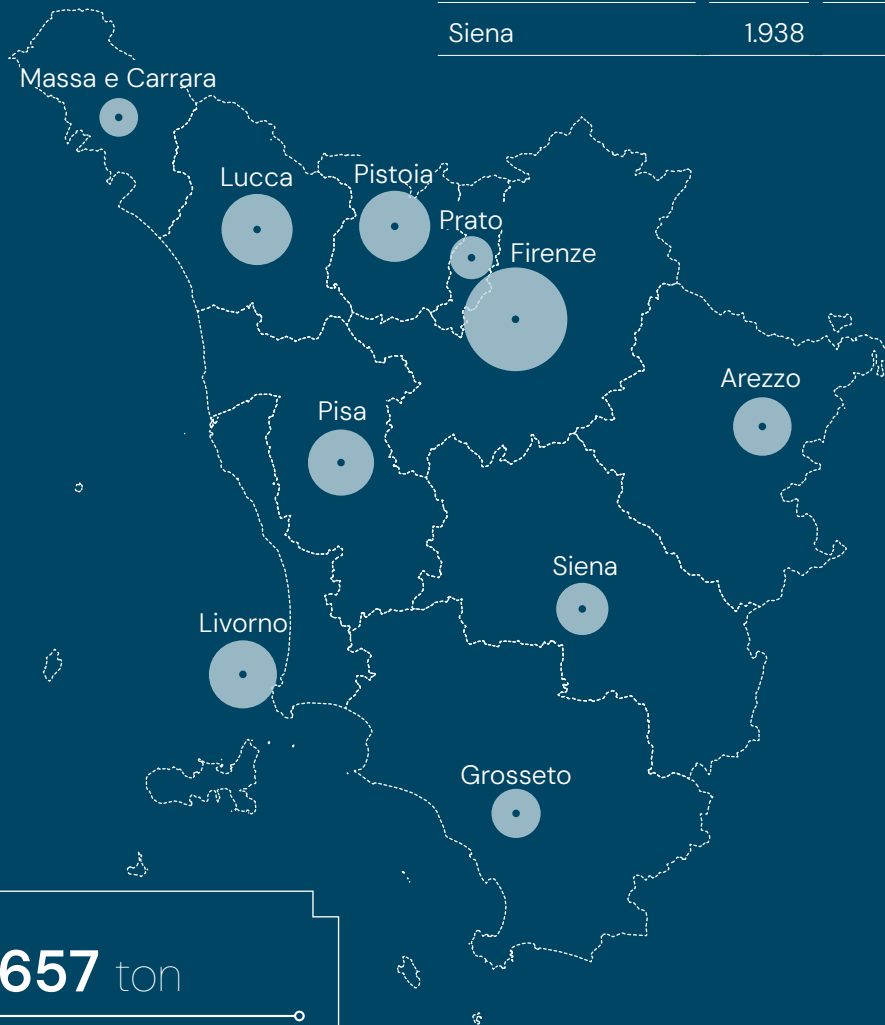 Siena 1.938
Massa e Carrara
Lucca
Pistoia
Prato
Firenze
Arezzo
Pisa
Siena
Livorno
Grosseto
657 ton